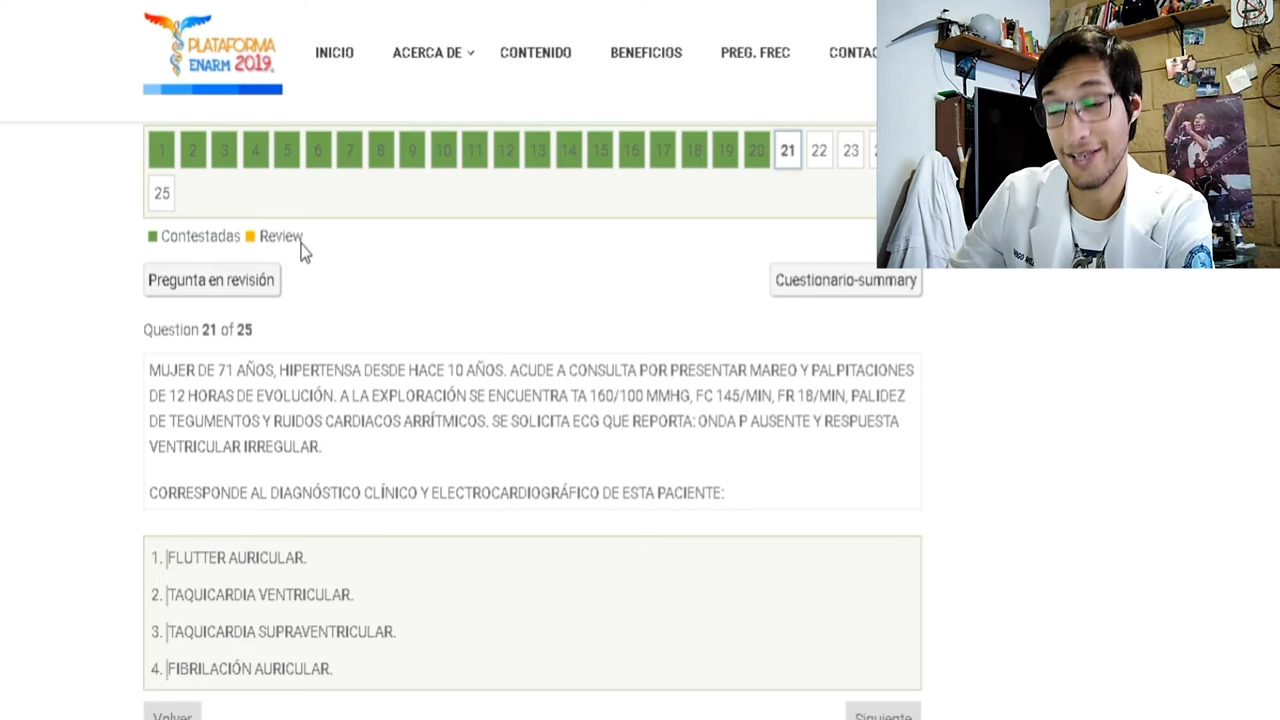 PLATAFORMA
ENARM 2019
INICIO
ACERCA DE
CONTENIDO
BENEFICIOS
PREG. FREC
CONTAC
1 2 3 4 5 6 7 8 9 10 11 12 13 14 15 16 17 18 19 20 21 22 23
25
Contestadas Review
Pregunta en revisión
Cuestionario-summary
Question 21 of 25
MUJER DE 71 AÑOS, HIPERTENSA DESDE HACE 10 AÑOS. ACUDE A CONSULTA POR PRESENTAR MAREO Y PALPITACIONES
DE 12 HORAS DE EVOLUCIÓN. A LA EXPLORACIÓN SE ENCUENTRA TA 160/100 MMHG, FC 145/MIN, FR 18/MIN, PALIDEZ
DE TEGUMENTOS Y RUIDOS CARDIACOS ARRÍTMICOS. SE SOLICITA ECG QUE REPORTA: ONDA P AUSENTE Y RESPUESTA
VENTRICULAR IRREGULAR.
CORRESPONDE AL DIAGNÓSTICO CLÍNICO Y ELECTROCARDIOGRÁFICO DE ESTA PACIENTE:
1. FLUTTER AURICULAR.
2. TAQUICARDIA VENTRICULAR.
3. TAQUICARDIA SUPRAVENTRICULAR.
4. FIBRILACIÓN AURICULAR.
Volver
Siguiente